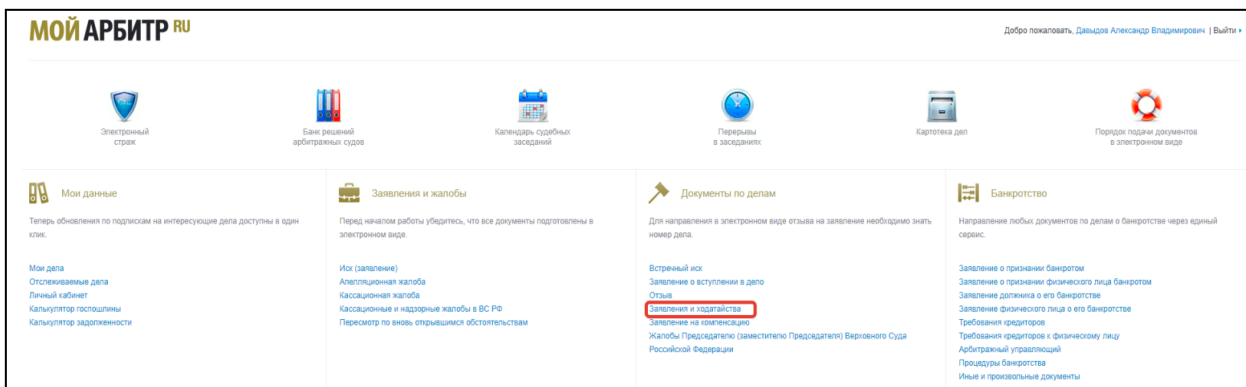 МОЙ АРБИТР RU
Добро пожаловать, Давыдов Александр Владимирович | Выйти
Электронный
страж
Банк решений
арбитражных судов
Календарь судебных
заседаний
Перерывы
в заседаниях
Картотека дел
Порядок подачи документов
в электронном виде
Мои данные
Теперь обновления по подпискам на интересующие дела доступны в один
клик.
Мои дела
Отслеживаемые дела
Личный кабинет
Калькулятор госпошлины
Калькулятор задолженности
Заявления и жалобы
Перед началом работы убедитесь, что все документы подготовлены в
электронном виде.
Иск (заявление)
Апелляционная жалоба
Кассационная жалоба
Кассационные и надзорные жалобы в ВС РФ
Пересмотр по вновь открывшимся обстоятельствам
Документы по делам
Для направления в электронном виде отзыва на заявление необходимо знать
номер дела.
Встречный иск
Заявление о вступлении в дело
Отзыв
Заявления и ходатайства
Заявление на компенсацию
Жалобы Председателю (заместителю Председателя) Верховного Суда
Российской Федерации
Банкротство
Направление любых документов по делам о банкротстве через единый
сервис.
Заявление о признании банкротом
Заявление о признании физического лица банкротом
Заявление должника о его банкротстве
Заявление физического лица о его банкротстве
Требования кредиторов
Требования кредиторов к физическому лицу
Арбитражный управляющий
Процедуры банкротства
Иные и произвольные документы